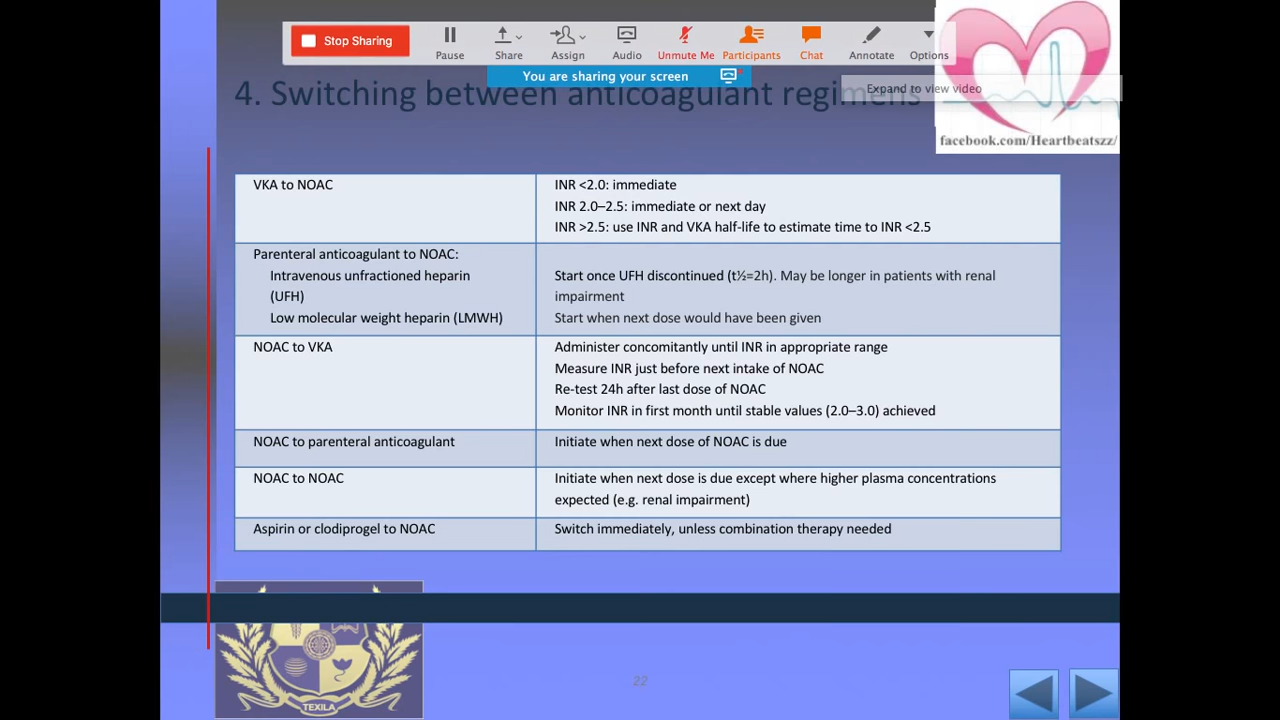 Stop Sharing
Pause
Share
Assign
Audio
Unmute Me
Participants
Chat
Annotate
Options
You are sharing your screen
Expand to view video
4. Switching between anticoagulant regimens
facebook.com/Heartbeatszz/
VKA to NOAC
INR <2.0: immediate
INR 2.0–2.5: immediate or next day
INR >2.5: use INR and VKA half-life to estimate time to INR <2.5
Parenteral anticoagulant to NOAC:
Intravenous unfractioned heparin
(UFH)
Start once UFH discontinued (t½=2h). May be longer in patients with renal
impairment
Low molecular weight heparin (LMWH)
Start when next dose would have been given
NOAC to VKA
Administer concomitantly until INR in appropriate range
Measure INR just before next intake of NOAC
Re-test 24h after last dose of NOAC
Monitor INR in first month until stable values (2.0–3.0) achieved
NOAC to parenteral anticoagulant
Initiate when next dose of NOAC is due
NOAC to NOAC
Initiate when next dose is due except where higher plasma concentrations
expected (e.g. renal impairment)
Aspirin or clodiprogel to NOAC
Switch immediately, unless combination therapy needed
TEXILA
22